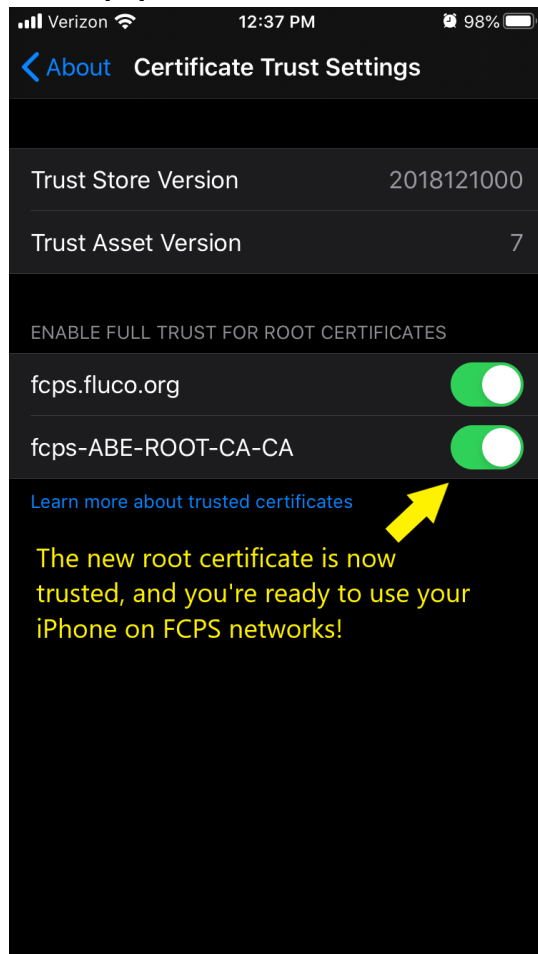 Verizon 12:37 PM 98%
About Certificate Trust Settings
Trust Store Version 2018121000
Trust Asset Version 7
ENABLE FULL TRUST FOR ROOT CERTIFICATES
fcps.fluco.org
fcps-ABE-ROOT-CA-CA
Learn more about trusted certificates
The new root certificate is now
trusted, and you're ready to use your
iPhone on FCPS networks!